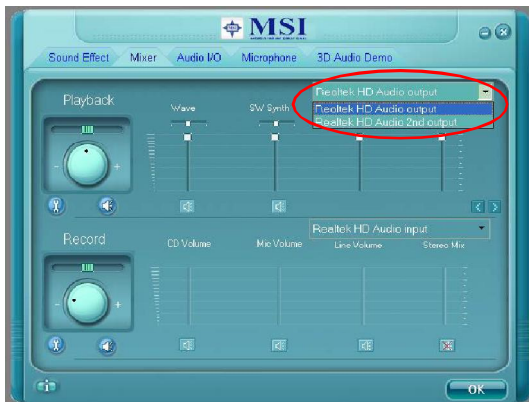 MSI
Sound Effect Mixer Audio I/O Microphone 3D Audio Demo
Realtek HD Audio output
Playback
Wave SW Synth
Realtek HD Audio output
Realtek HD Audio 2nd output
- +
Realtek HD Audio input
Record
CD Volume Mic Volume Line Volume Stereo Mix
- +
OK